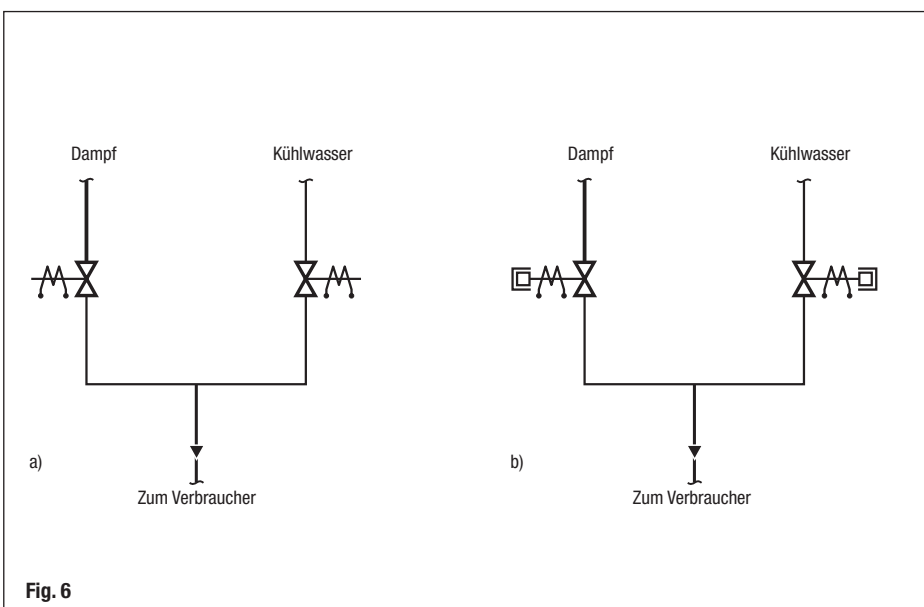 Dampf
Kühlwasser
a)
Zum Verbraucher
Dampf
Kühlwasser
b)
Zum Verbraucher
Fig. 6